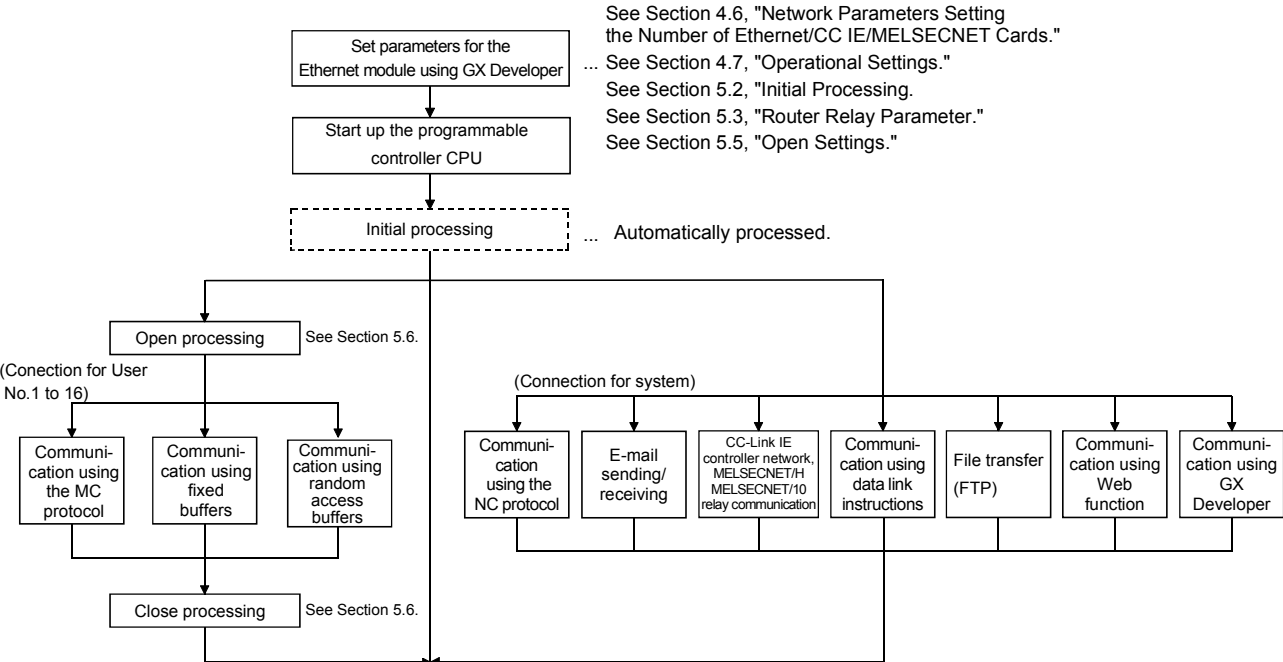 See Section 4.6, "Network Parameters Setting
the Number of Ethernet/CC IE/MELSECNET Cards."
Set parameters for the
Ethernet module using GX Developer
... See Section 4.7, "Operational Settings."
See Section 5.2, "Initial Processing.
See Section 5.3, "Router Relay Parameter."
See Section 5.5, "Open Settings."
Start up the programmable
controller CPU
Initial processing
... Automatically processed.
Open processing
See Section 5.6.
(Conection for User
No.1 to 16)
Communi-
cation using
the MC
protocol
Communi-
cation using
fixed
buffers
Communi-
cation using
random
access
buffers
(Connection for system)
Communi-
cation
using the
NC protocol
E-mail
sending/
receiving
CC-Link IE
controller network,
MELSECNET/H
MELSECNET/10
relay communication
Communi-
cation using
data link
instructions
File transfer
(FTP)
Communi-
cation using
Web
function
Communi-
cation using
GX
Developer
Close processing
See Section 5.6.